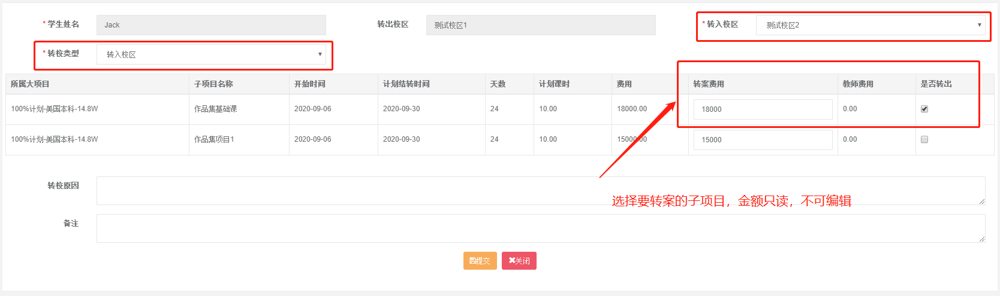 * 学生姓名 Jack 转出校区 测试校区1 * 转入校区 测试校区2
* 转校类型 转入校区
所属大项目 子项目名称 开始时间 计划结转时间 天数 计划课时 费用 转案费用 教师费用 是否转出
100%计划-美国本科-14.8W 作品集基础课 2020-09-06 2020-09-30 24 10.00 18000.00 18000 0.00
100%计划-美国本科-14.8W 作品集项目1 2020-09-06 2020-09-30 24 10.00 15000.00 15000 0.00
转校原因
选择要转案的子项目，金额只读，不可编辑
备注
提交 关闭